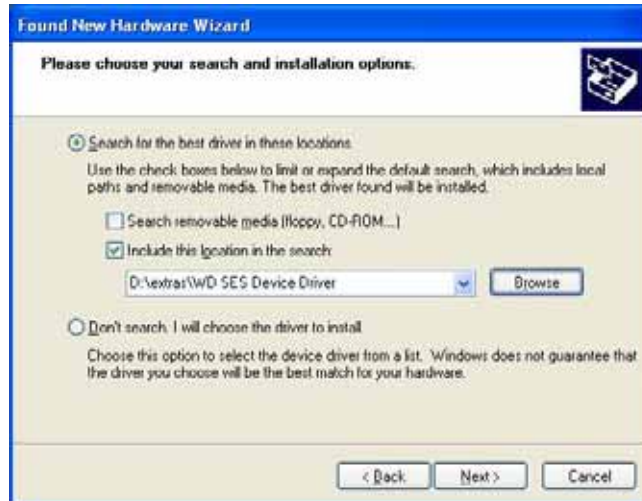 Found New Hardware Wizard
Please choose your search and installation options.
Search for the best driver in these locations.
Use the check boxes below to limit or expand the default search, which includes local
paths and removable media. The best driver found will be installed.
Search removable media (floppy, CD-ROM...)
Include this location in the search:
D:\extras\WD SES Device Driver
Browse
Don't search. I will choose the driver to install.
Choose this option to select the device driver from a list. Windows does not guarantee that
the driver you choose will be the best match for your hardware.
< Back
Next >
Cancel